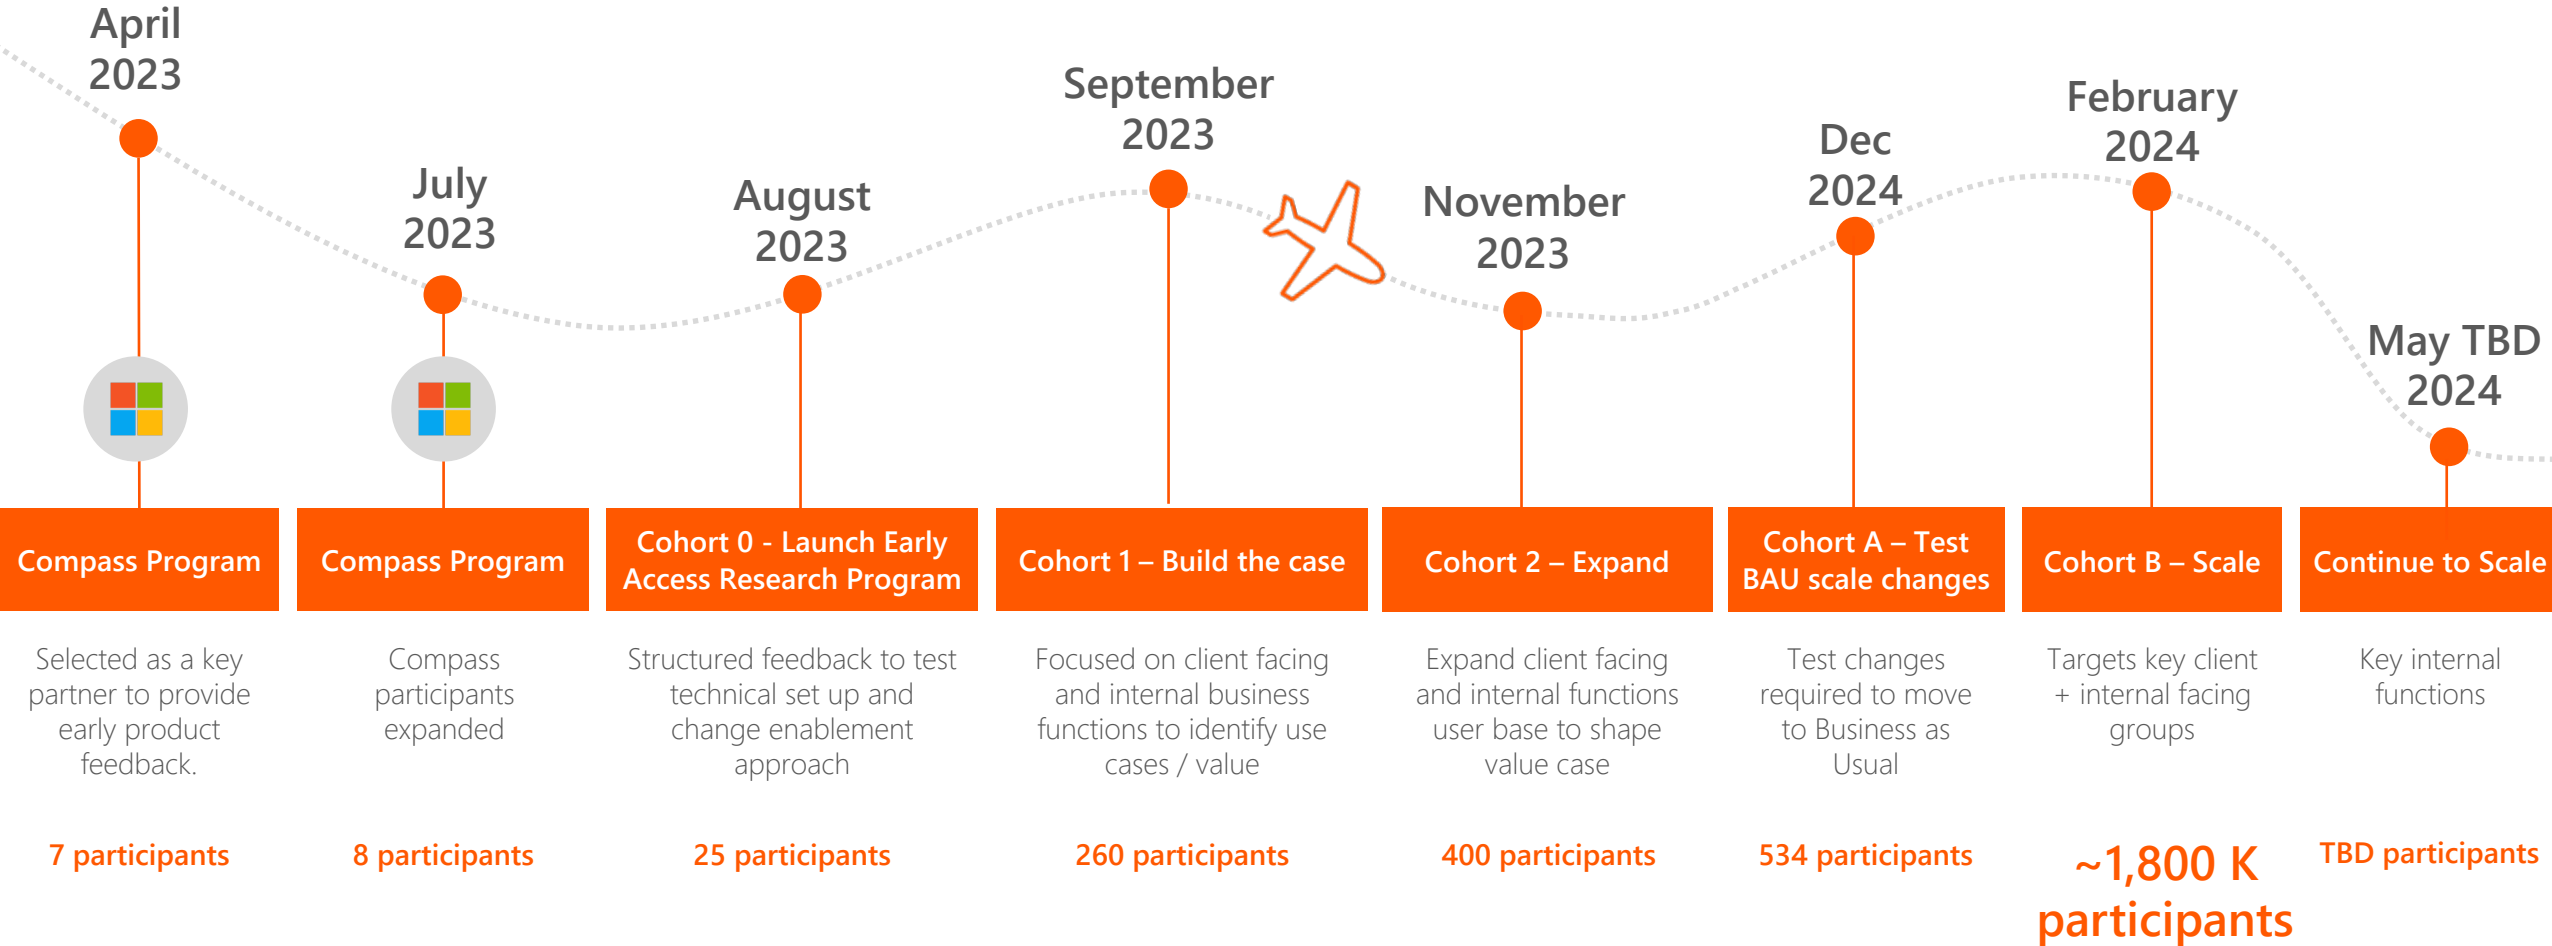 April
2023
July
2023
August
2023
September
2023
November
2023
Dec
2024
February
2024
May TBD
2024
Compass Program
Selected as a key
partner to provide
early product
feedback.
7 participants
Compass Program
Compass
participants
expanded
8 participants
Cohort 0 - Launch Early
Access Research Program
Structured feedback to test
technical set up and
change enablement
approach
25 participants
Cohort 1 – Build the case
Focused on client facing
and internal business
functions to identify use
cases / value
260 participants
Cohort 2 – Expand
Expand client facing
and internal functions
user base to shape
value case
400 participants
Cohort A – Test
BAU scale changes
Test changes
required to move
to Business as
Usual
534 participants
Cohort B – Scale
Targets key client
+ internal facing
groups
~1,800 K
participants
Continue to Scale
Key internal
functions
TBD participants